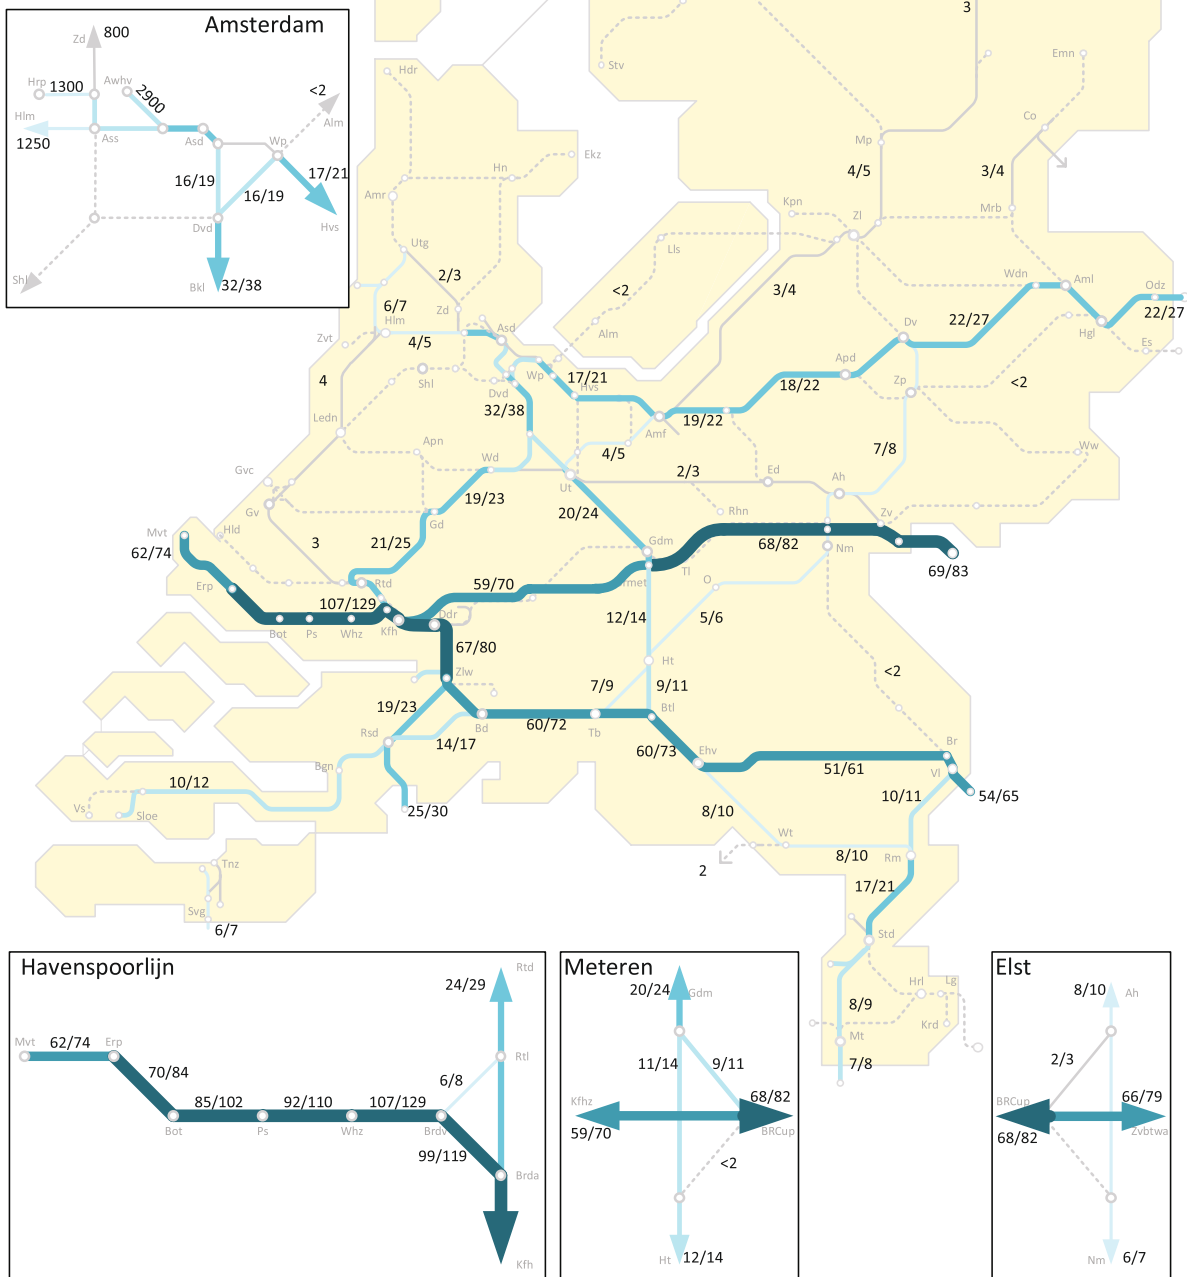 Amsterdam
Zd
800
Hrp
1300
Awhv
2900
<2
Hlm
1250
Ass
Asd
Wp
Alm
16/19
16/19
17/21
Dvd
Hvs
Shl
Bkl
32/38
3
Stv
Hdr
Emn
Co
Mp
4/5
3/4
Hn
Ekz
Amr
Kpn
Zl
Mrb
Utg
Lls
2/3
3/4
<2
Wdn
Aml
Odz
6/7
Hlm
Zd
Asd
22/27
22/27
Zvt
4/5
Alm
Dv
Hgl
Es
4
Shl
Wp
17/21
Apd
18/22
Zp
<2
Dvd
Hvs
32/38
Ledn
Amf
19/22
Apn
4/5
7/8
Ww
Gvc
Wd
2/3
Ed
Ah
Ut
19/23
Gv
Gd
20/24
Rhn
Zv
Mvt
Hld
21/25
3
Gdm
68/82
Nm
62/74
Tl
69/83
Erp
Rtd
59/70
rmet
O
107/129
12/14
5/6
Bot
Ps
Whz
Kfh
Ddr
67/80
Ht
<2
Zlw
7/9
9/11
19/23
Btl
Rsd
14/17
Bd
60/72
Tb
60/73
Ehv
Br
Bgn
51/61
Vl
10/12
10/11
54/65
Vs
Sloe
25/30
8/10
Wt
8/10
Rm
2
17/21
Tnz
Svg
6/7
Std
Hrl
Lg
8/9
Krd
Mt
7/8
Havenspoorlijn
Rtd
24/29
Mvt
62/74
Erp
Rtl
70/84
6/8
85/102
92/110
107/129
Bot
Ps
Whz
Brdv
99/119
Brda
Kfh
Meteren
20/24
Gdm
11/14
9/11
Kfhz
68/82
59/70
BRCup
<2
Ht
12/14
Elst
8/10
Ah
2/3
BRCup
66/79
68/82
Zvbtwa
Nm
6/7